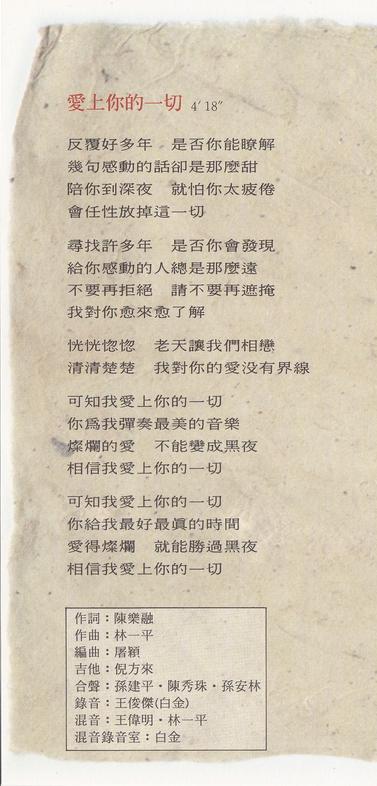 愛上你的一切 4′18″
反覆好多年　是否你能瞭解
幾句感動的話卻是那麼甜
陪你到深夜　就怕你太疲倦
會任性放掉這一切
尋找許多年　是否你會發現
給你感動的人總是那麼遠
不要再拒絕　請不要再遮掩
我對你愈來愈了解
恍恍惚惚　老天讓我們相戀
清清楚楚　我對你的愛没有界線
可知我愛上你的一切
你爲我彈奏最美的音樂
燦爛的愛　不能變成黑夜
相信我愛上你的一切
可知我愛上你的一切
你給我最好最眞的時間
愛得燦爛　就能勝過黑夜
相信我愛上你的一切
作詞：陳樂融
作曲：林一平
編曲：屠穎
吉他：倪方來
合聲：孫建平・陳秀珠・孫安林
錄音：王俊傑(白金)
混音：王偉明・林一平
混音錄音室：白金